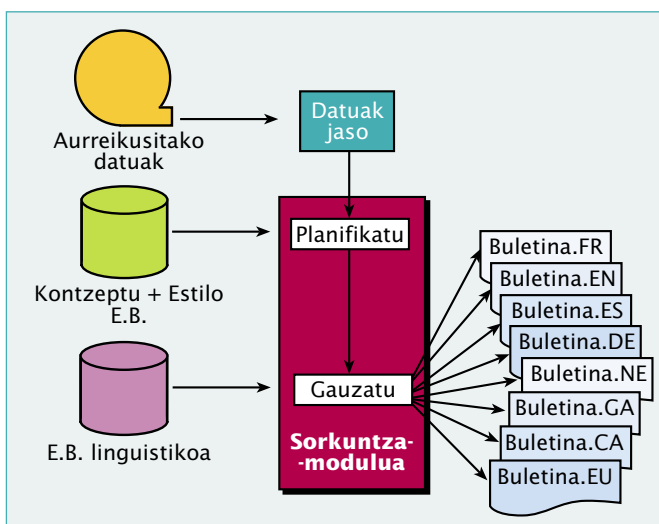 Aurreikusitako
datuak
Datuak
jaso
Kontzeptu + Estilo
E.B.
Planifikatu
E.B. linguistikoa
Gauzatu
Sorkuntza-
-modulua
Buletina.FR
Buletina.EN
Buletina.ES
Buletina.DE
Buletina.NE
Buletina.GA
Buletina.CA
Buletina.EU